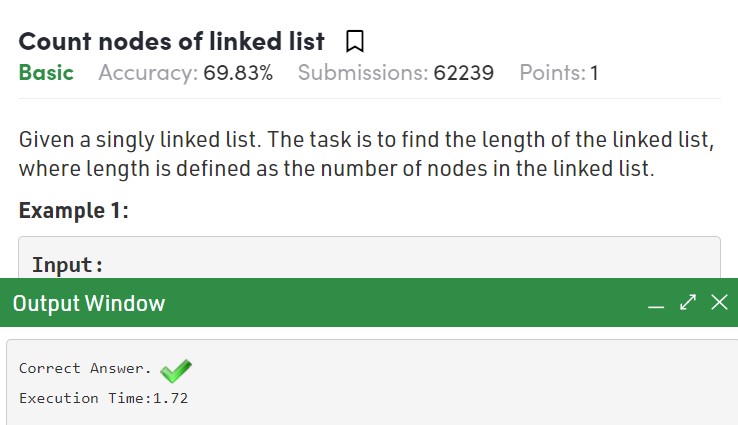 Count nodes of linked list
Basic Accuracy: 69.83% Submissions: 62239 Points: 1
Given a singly linked list. The task is to find the length of the linked list,
where length is defined as the number of nodes in the linked list.
Example 1:
Input:
Output Window
Correct Answer.
Execution Time:1.72